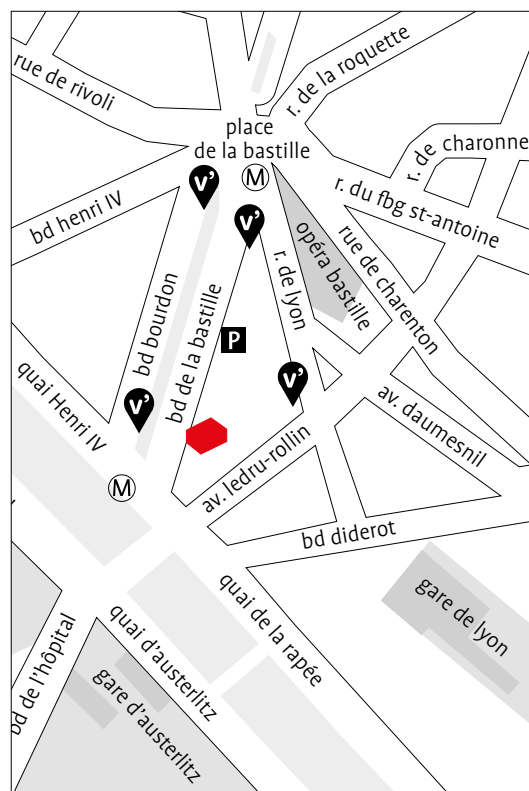 rue de rivoli
r. de la roquette
place
de la bastille
r. de charonne
M
v'
v'
bd henri IV
r. du fbg st-antoine
opéra bastille
rue de charenton
r. de lyon
bd bourdon
bd de la bastille
P
quai Henri IV
v'
v'
av. daumesnil
av. ledru-rollin
M
bd diderot
gare de lyon
quai de la rapée
quai d'austerlitz
bd de l'hôpital
gare d'austerlitz